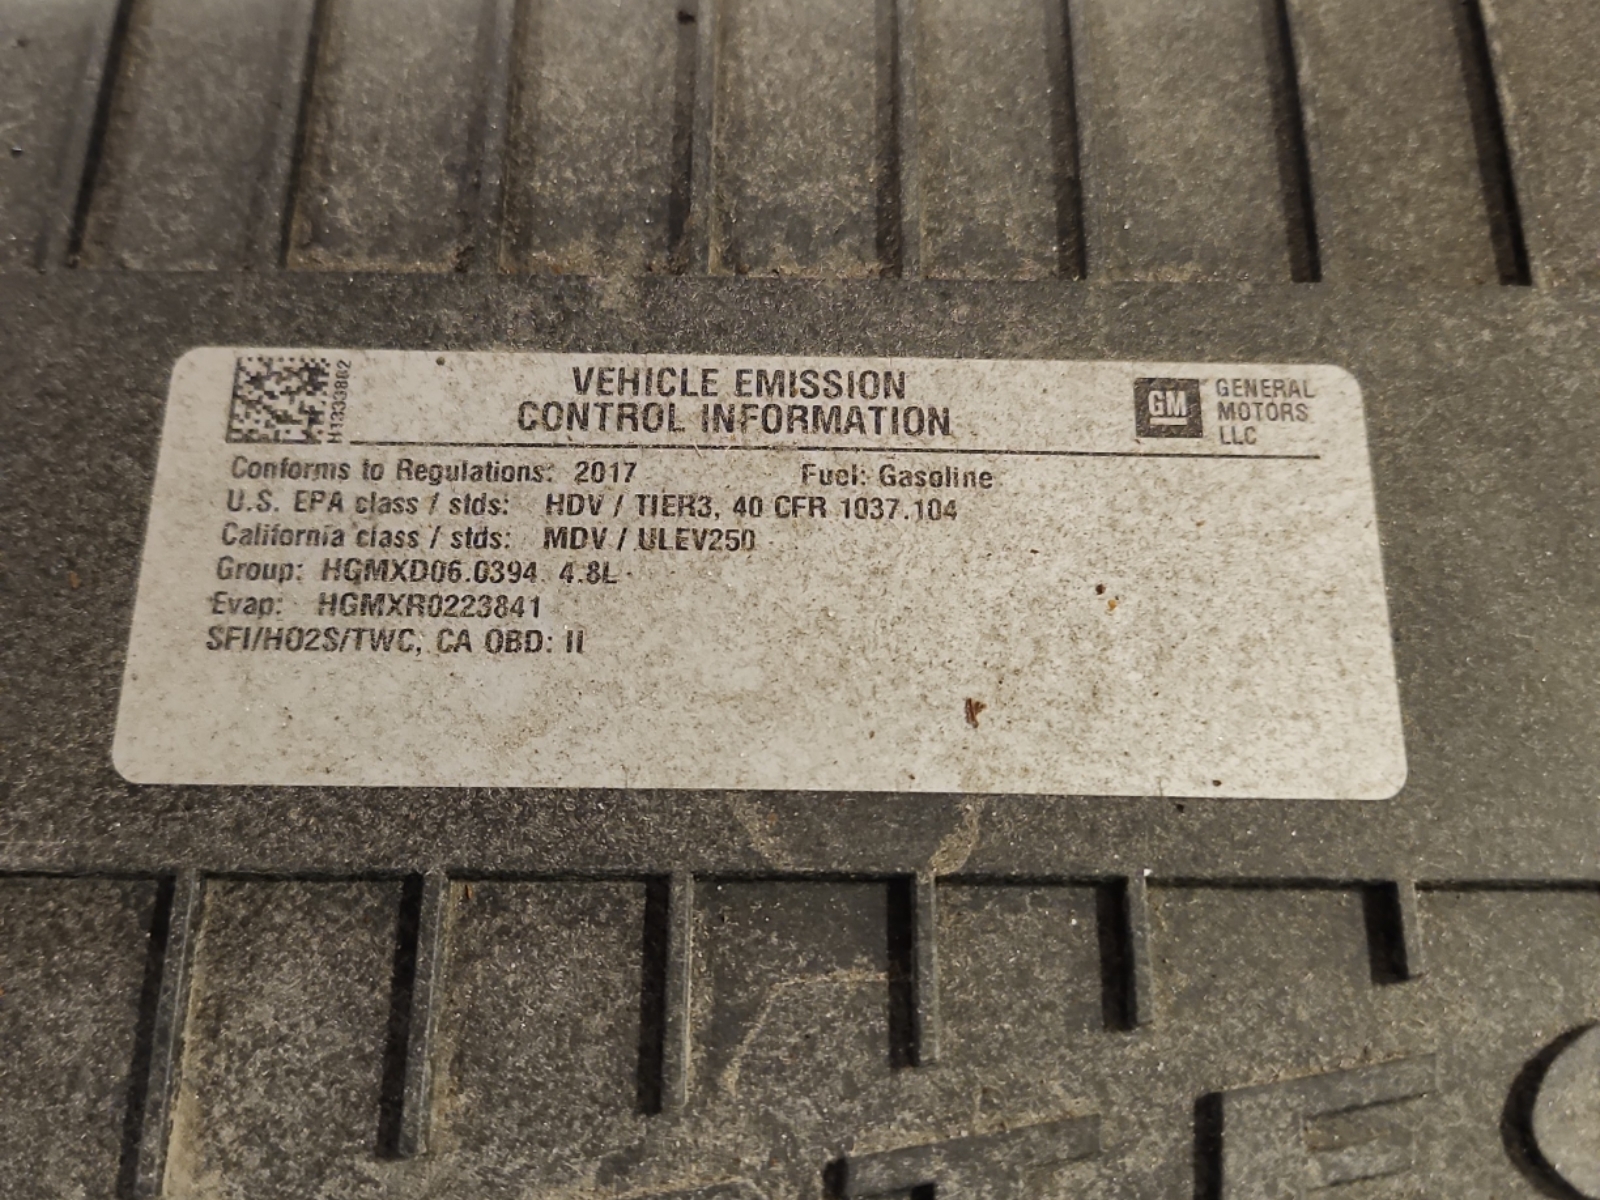 H1333882
VEHICLE EMISSION
CONTROL INFORMATION
GM
GENERAL
MOTORS
LLC
Conforms to Regulations: 2017 Fuel: Gasoline
U.S. EPA class / stds: HDV / TIER3, 40 CFR 1037.104
California class / stds: MDV / ULEV250
Group: HGMXD06.0394 4.8L
Evap: HGMXR0223841
SFI/HO2S/TWC, CA OBD: II